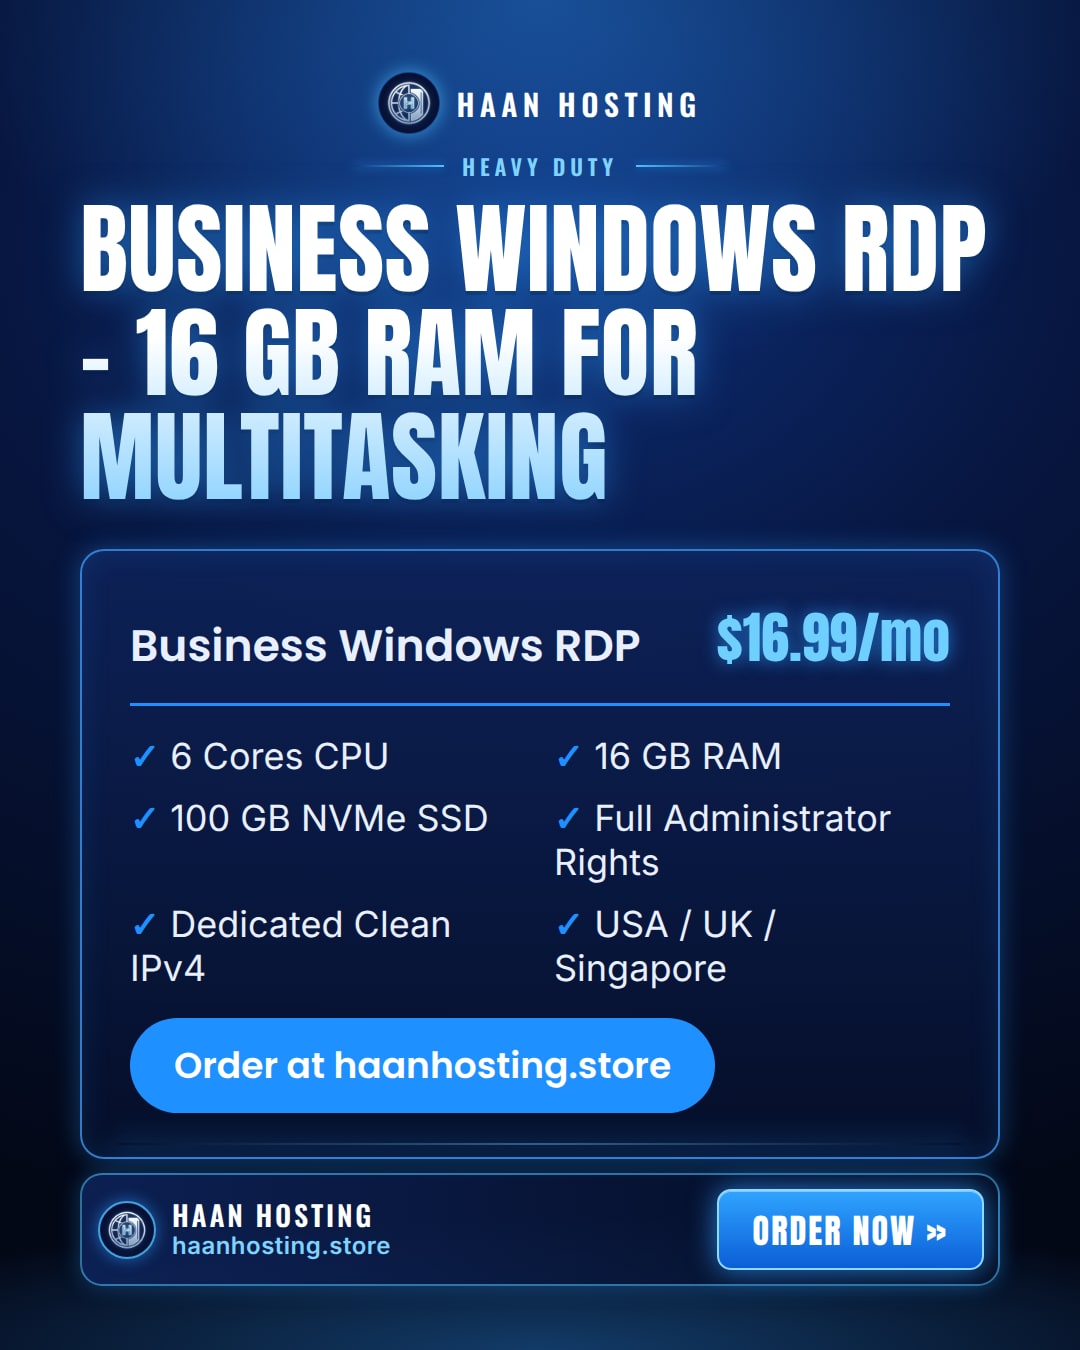 HAAN HOSTING
HEAVY DUTY
BUSINESS WINDOWS RDP
- 16 GB RAM FOR
MULTITASKING
Business Windows RDP
$16.99/mo
✓ 6 Cores CPU
✓ 16 GB RAM
✓ 100 GB NVMe SSD
✓ Full Administrator
Rights
✓ Dedicated Clean
IPv4
✓ USA / UK /
Singapore
Order at haanhosting.store
HAAN HOSTING
haanhosting.store
ORDER NOW »